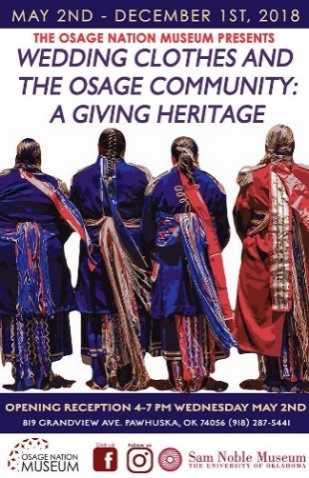 MAY 2ND - DECEMBER 1ST, 2018
THE OSAGE NATION MUSEUM PRESENTS
WEDDING CLOTHES AND
THE OSAGE COMMUNITY:
A GIVING HERITAGE
OPENING RECEPTION 4-7 PM WEDNESDAY MAY 2ND
819 GRANDVIEW AVE. PAWHUSKA, OK 74056 (918) 287-5441
OSAGE NATION
MUSEUM
Like us
f
Follow us
Sam Noble Museum
THE UNIVERSITY OF OKLAHOMA